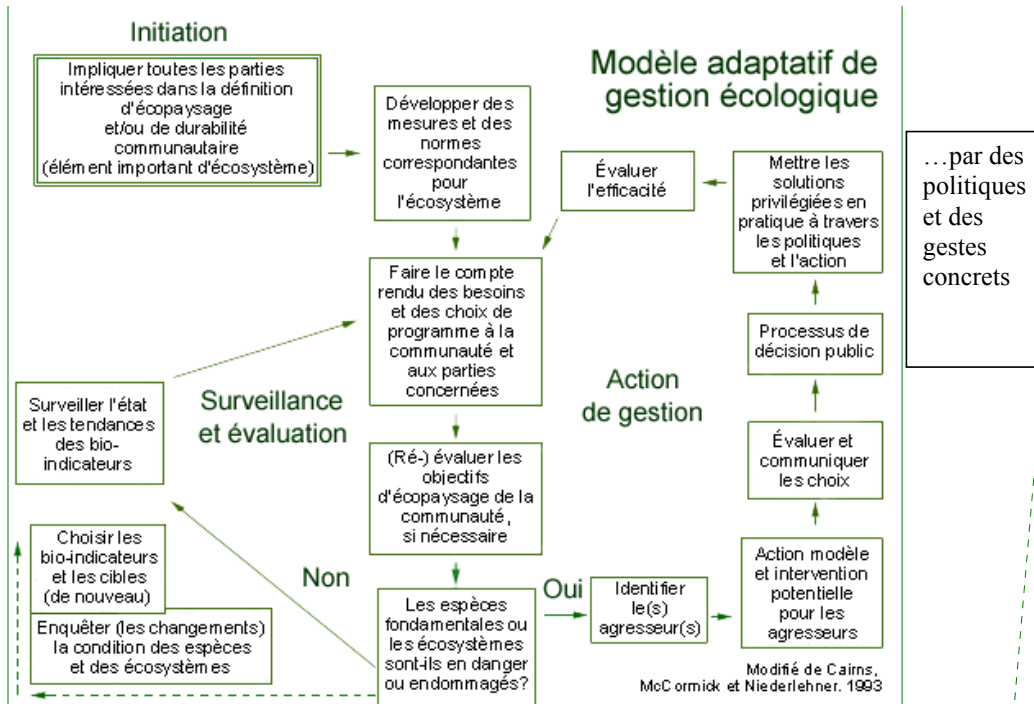 Initiation
Impliquer toutes les parties
intéressées dans la définition
d'écopaysage
et/ou de durabilité
communautaire
(élément important d'écosystème)
Développer des
mesures et des
normes
correspondantes
pour
l'écosystème
Modèle adaptatif de
gestion écologique
Évaluer
l'efficacité
Mettre les
solutions
privilégiées en
pratique à travers
les politiques
et l'action
…par des
politiques
et des
gestes
concrets
Faire le compte
rendu des besoins
et des choix de
programme à la
communauté et
aux parties
concernées
Processus de
décision public
Action
de gestion
Surveiller l'état
et les tendances
des bio-
indicateurs
Surveillance
et évaluation
Évaluer et
communiquer
les choix
(Ré-) évaluer les
objectifs
d'écopaysage de la
communauté,
si nécessaire
Choisir les
bio-indicateurs
et les cibles
(de nouveau)
Enquêter (les changements)
la condition des espèces
et des écosystèmes
Non
Les espèces
fondamentales ou
les écosystèmes
sont-ils en danger
ou endommagés?
Oui
Identifier
le(s)
agresseur(s)
Action modèle
et intervention
potentielle
pour les
agresseurs
Modifié de Cairns,
McCormick et Niederlehner. 1993